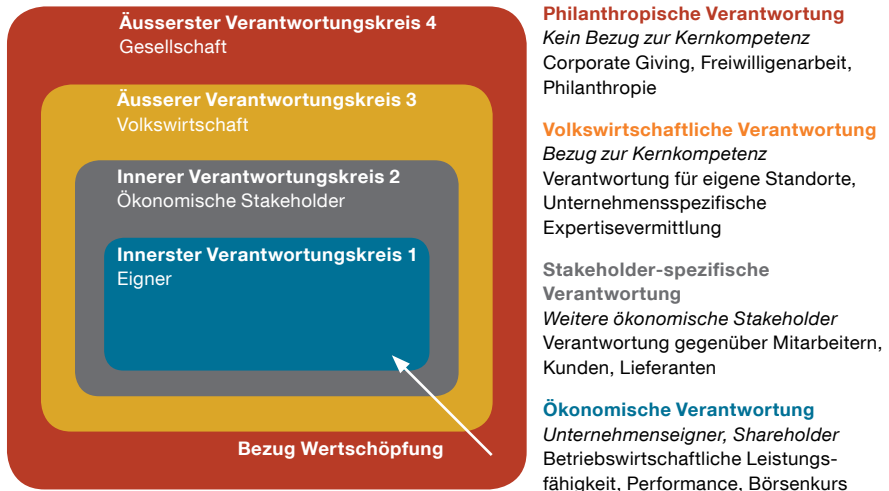 Äusserster Verantwortungskreis 4
Gesellschaft
Äusserer Verantwortungskreis 3
Volkswirtschaft
Innerer Verantwortungskreis 2
Ökonomische Stakeholder
Innerster Verantwortungskreis 1
Eigner
Bezug Wertschöpfung
Philanthropische Verantwortung
Kein Bezug zur Kernkompetenz
Corporate Giving, Freiwilligenarbeit,
Philanthropie
Volkswirtschaftliche Verantwortung
Bezug zur Kernkompetenz
Verantwortung für eigene Standorte,
Unternehmensspezifische
Expertisevermittlung
Stakeholder-spezifische
Verantwortung
Weitere ökonomische Stakeholder
Verantwortung gegenüber Mitarbeitern,
Kunden, Lieferanten
Ökonomische Verantwortung
Unternehmenseigner, Shareholder
Betriebswirtschaftliche Leistungs-
fähigkeit, Performance, Börsenkurs